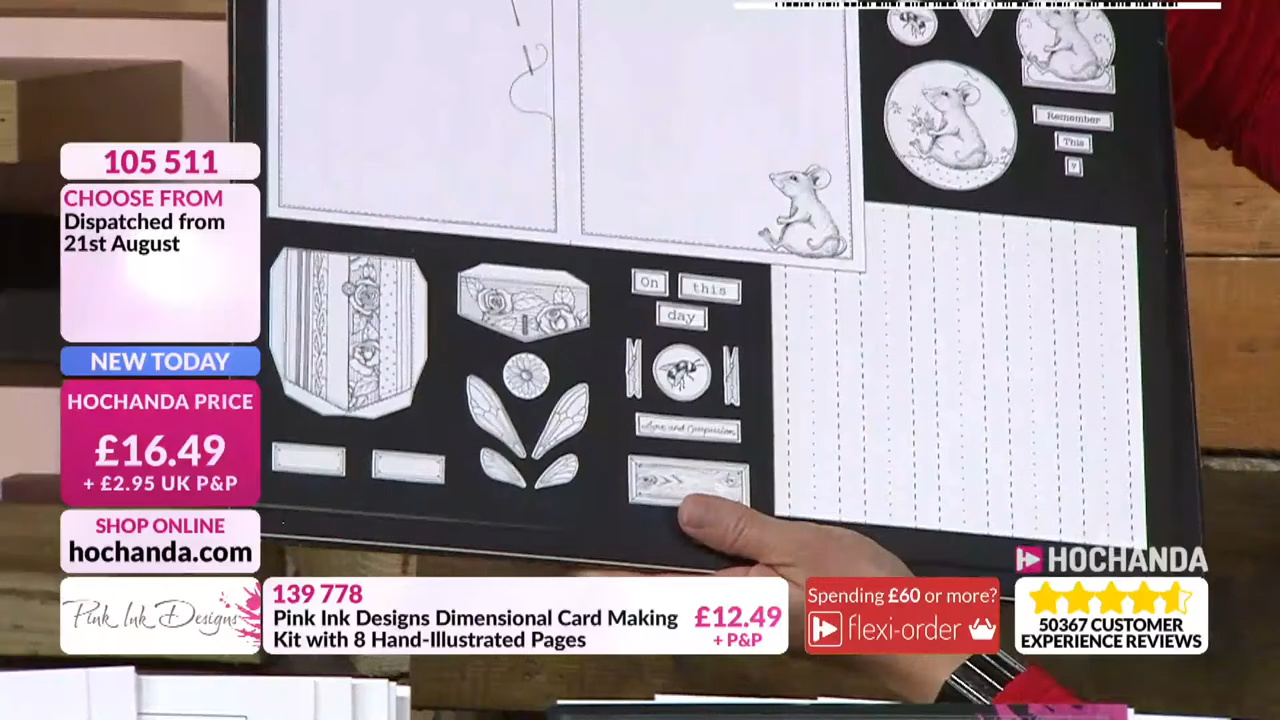 105 511
CHOOSE FROM
Dispatched from
21st August
NEW TODAY
HOCHANDA PRICE
£16.49
+ £2.95 UK P&P
SHOP ONLINE
hochanda.com
Pink Ink Designs
139 778
Pink Ink Designs Dimensional Card Making
Kit with 8 Hand-Illustrated Pages
£12.49
+ P&P
Spending £60 or more?
flexi-order
HOCHANDA
50367 CUSTOMER
EXPERIENCE REVIEWS
Remember
This
On this
day